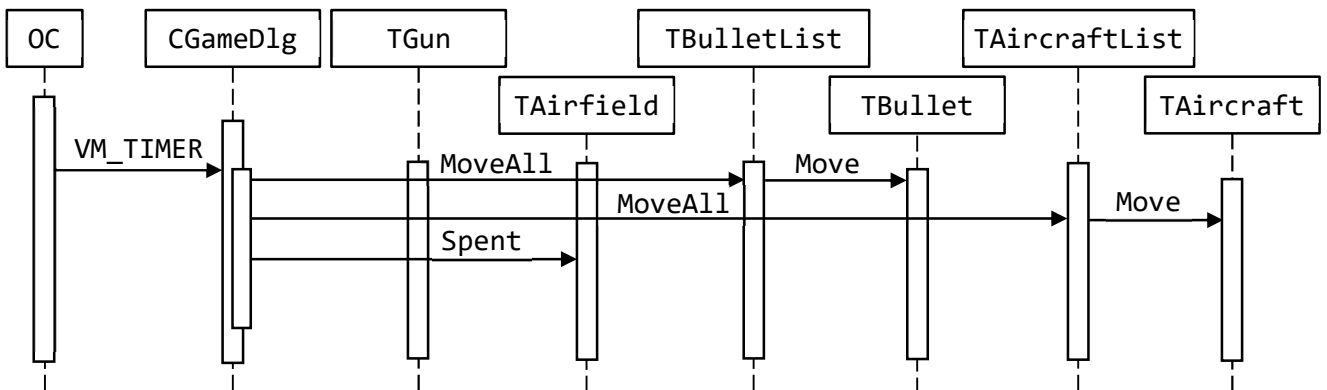 OC
CGameDlg
TGun
TBulletList
TAircraftList
TAirfield
TBullet
TAircraft
VM_TIMER
MoveAll
Move
MoveAll
Move
Spent